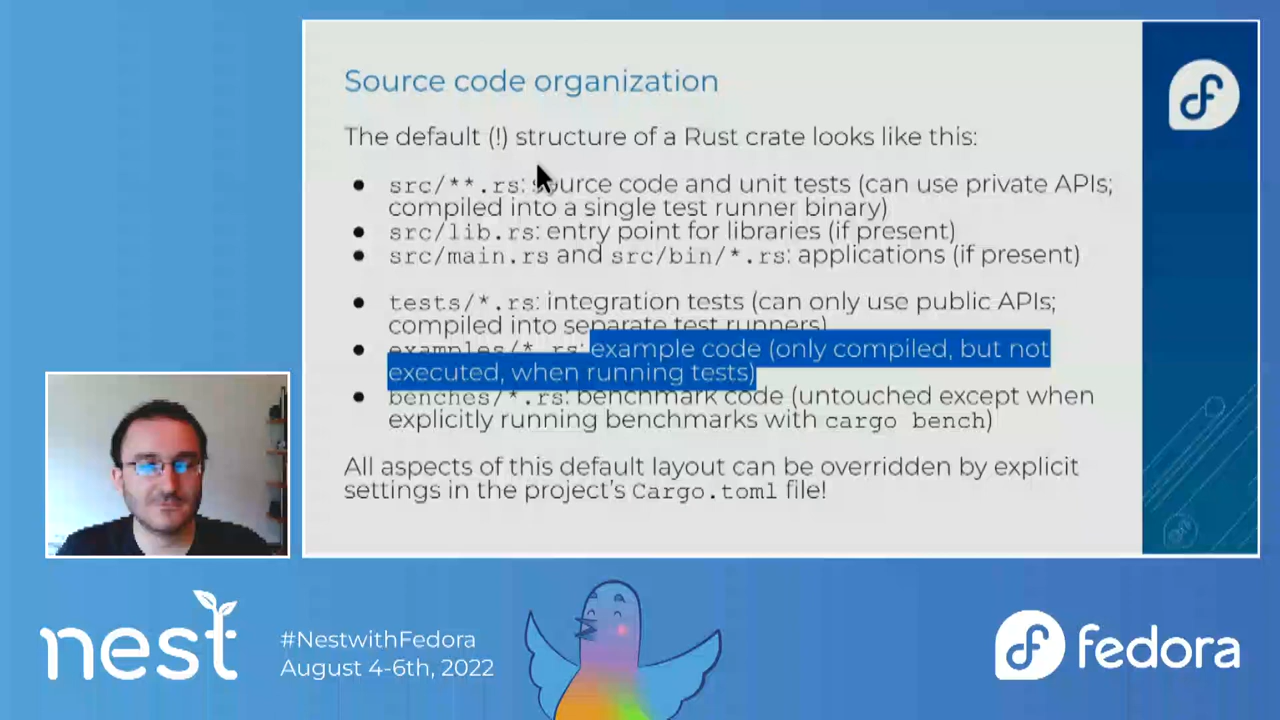 Source code organization
The default (!) structure of a Rust crate looks like this:
src/**.rs: source code and unit tests (can use private APIs;
compiled into a single test runner binary)
src/lib.rs: entry point for libraries (if present)
src/main.rs and src/bin/*.rs: applications (if present)
tests/*.rs: integration tests (can only use public APIs;
compiled into separate test runners)
examples/*.rs: example code (only compiled, but not
executed, when running tests)
benches/*.rs: benchmark code (untouched except when
explicitly running benchmarks with cargo bench)
All aspects of this default layout can be overridden by explicit
settings in the project's Cargo.toml file!
nest
#NestwithFedora
August 4-6th, 2022
fedora